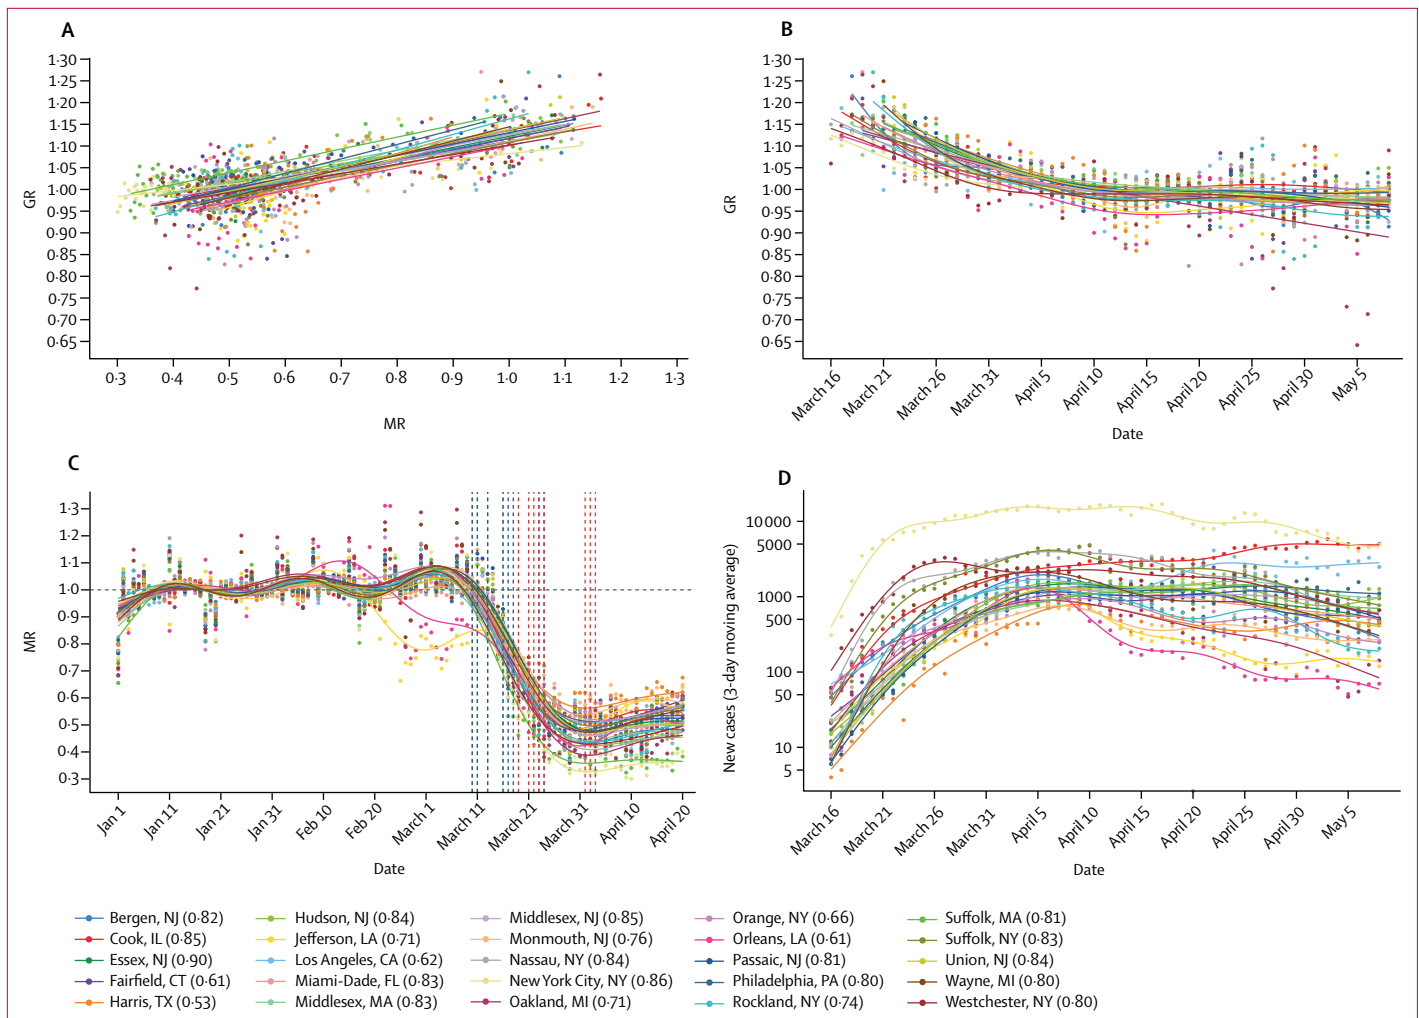 A
1·30
1·25
1·20
1·15
1·10
1·05
1·00
0·95
0·90
0·85
0·80
0·75
0·70
0·65
GR
0·3 0·4 0·5 0·6 0·7 0·8 0·9 1·0 1·1 1·2 1·3
MR
B
1·30
1·25
1·20
1·15
1·10
1·05
1·00
0·95
0·90
0·85
0·80
0·75
0·70
0·65
GR
March 16 March 21 March 26 March 31 April 5 April 10 April 15 April 20 April 25 April 30 May 5
Date
C
1·3
1·2
1·1
1·0
0·9
0·8
0·7
0·6
0·5
0·4
0·3
MR
Jan 1 Jan 11 Jan 21 Jan 31 Feb 10 Feb 20 March 1 March 11 March 21 March 31 April 10 April 20
Date
D
10 000
5000
1000
500
100
50
10
5
New cases (3-day moving average)
March 16 March 21 March 26 March 31 April 5 April 10 April 15 April 20 April 25 April 30 May 5
Date
Bergen, NJ (0·82)
Cook, IL (0·85)
Essex, NJ (0·90)
Fairfield, CT (0·61)
Harris, TX (0·53)
Hudson, NJ (0·84)
Jefferson, LA (0·71)
Los Angeles, CA (0·62)
Miami-Dade, FL (0·83)
Middlesex, MA (0·83)
Middlesex, NJ (0·85)
Monmouth, NJ (0·76)
Nassau, NY (0·84)
New York City, NY (0·86)
Oakland, MI (0·71)
Orange, NY (0·66)
Orleans, LA (0·61)
Passaic, NJ (0·81)
Philadelphia, PA (0·80)
Rockland, NY (0·74)
Suffolk, MA (0·81)
Suffolk, NY (0·83)
Union, NJ (0·84)
Wayne, MI (0·80)
Westchester, NY (0·80)